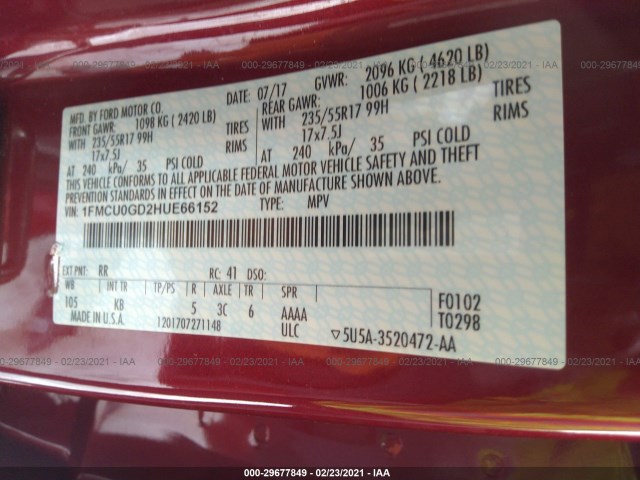 MFD. BY FORD MOTOR CO.
DATE: 07/17 GVWR: 2096 KG ( 4620 LB)
FRONT GAWR: 1098 KG ( 2420 LB) REAR GAWR: 1006 KG ( 2218 LB)
WITH 235/55R17 99H TIRES WITH 235/55R17 99H TIRES
17x7.5J RIMS 17x7.5J RIMS
AT 240 kPa/ 35 PSI COLD AT 240 kPa/ 35 PSI COLD
THIS VEHICLE CONFORMS TO ALL APPLICABLE FEDERAL MOTOR VEHICLE SAFETY AND THEFT
PREVENTION STANDARDS IN EFFECT ON THE DATE OF MANUFACTURE SHOWN ABOVE.
VIN: 1FMCU0GD2HUE66152 TYPE: MPV
EXT PNT: RR RC: 41 DSO:
WB INT TR TP/PS R AXLE TR SPR
105 KB 5 3C 6 AAAA
F0102
T0298
MADE IN U.S.A. 1201707271148 ULC
5U5A-3520472-AA
000-29677849 - 02/23/2021 - IAA